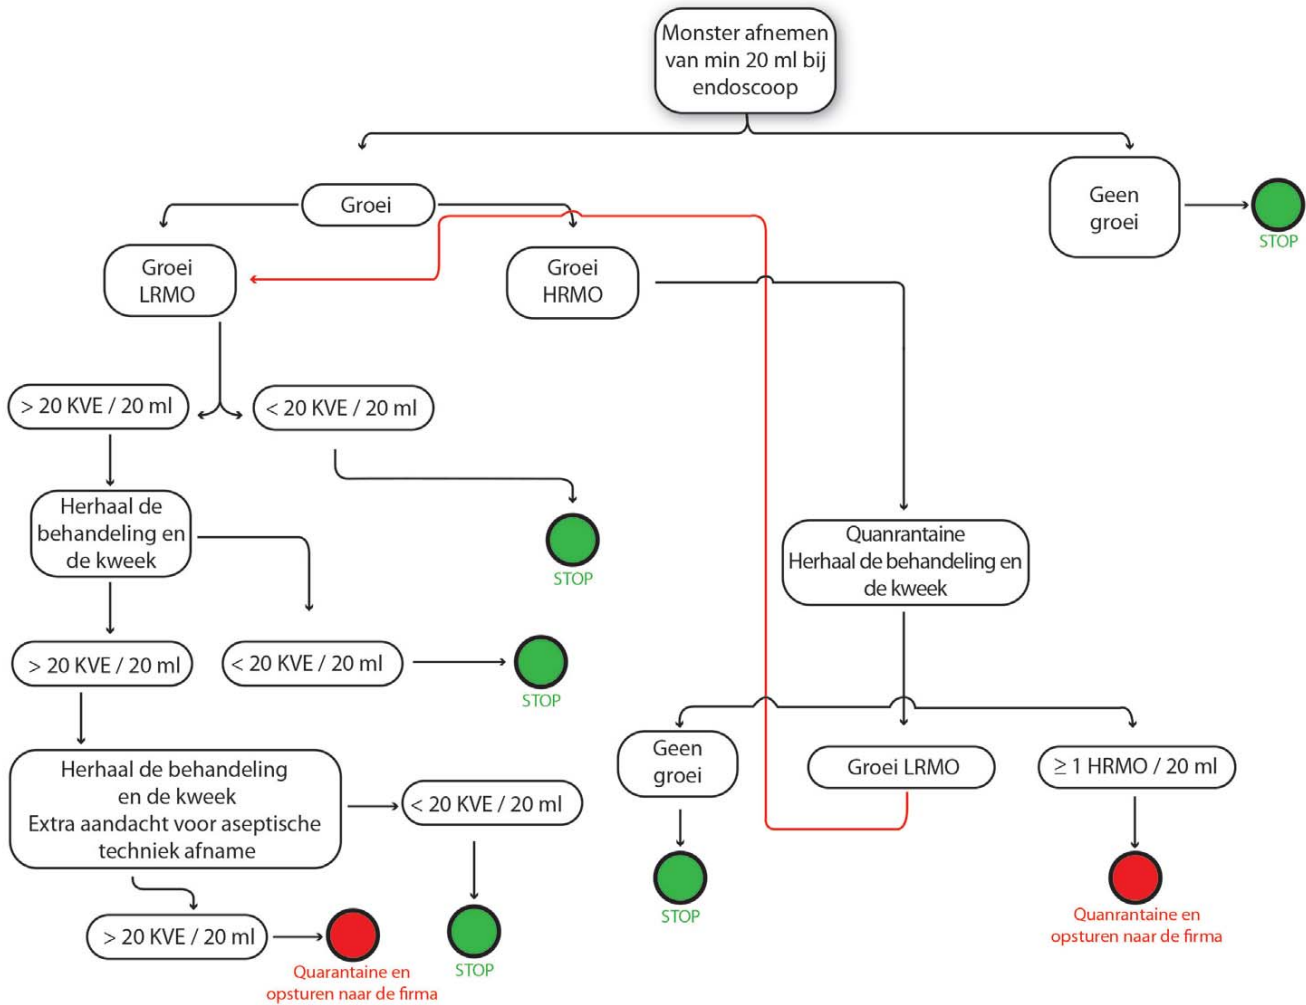 Monster afnemen
van min 20 ml bij
endoscoop
Groei
Geen
groei
STOP
Groei
LRMO
Groei
HRMO
> 20 KVE / 20 ml
< 20 KVE / 20 ml
STOP
Herhaal de
behandeling en
de kweek
Quanrantaine
Herhaal de behandeling en
de kweek
> 20 KVE / 20 ml
< 20 KVE / 20 ml
STOP
Geen
groei
Groei LRMO
≥ 1 HRMO / 20 ml
Herhaal de behandeling
en de kweek
Extra aandacht voor aseptische
techniek afname
< 20 KVE / 20 ml
STOP
Quanrantaine en
opsturen naar de firma
> 20 KVE / 20 ml
Quarantaine en
opsturen naar de firma
STOP